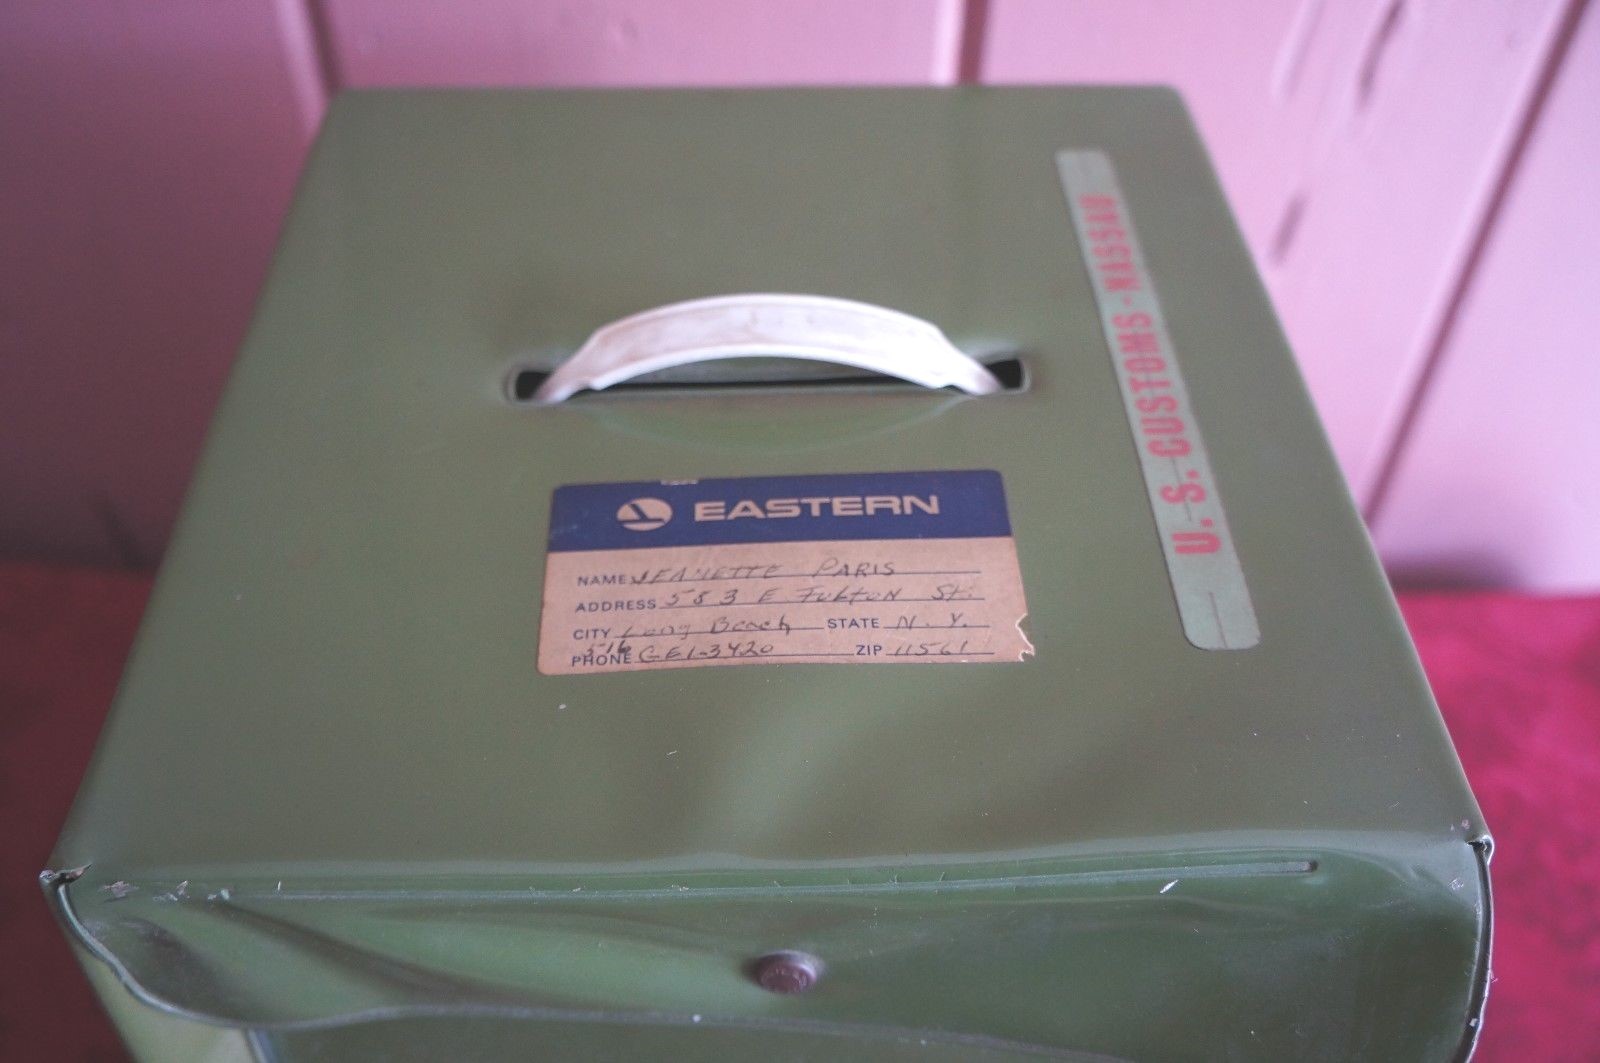 EASTERN
NAME JEANETTE PARIS
ADDRESS 583 E. Fulton St.
CITY Long Beach STATE N.Y.
516
PHONE GE1-3420 ZIP 11561
U.S. CUSTOMS-NASSAU